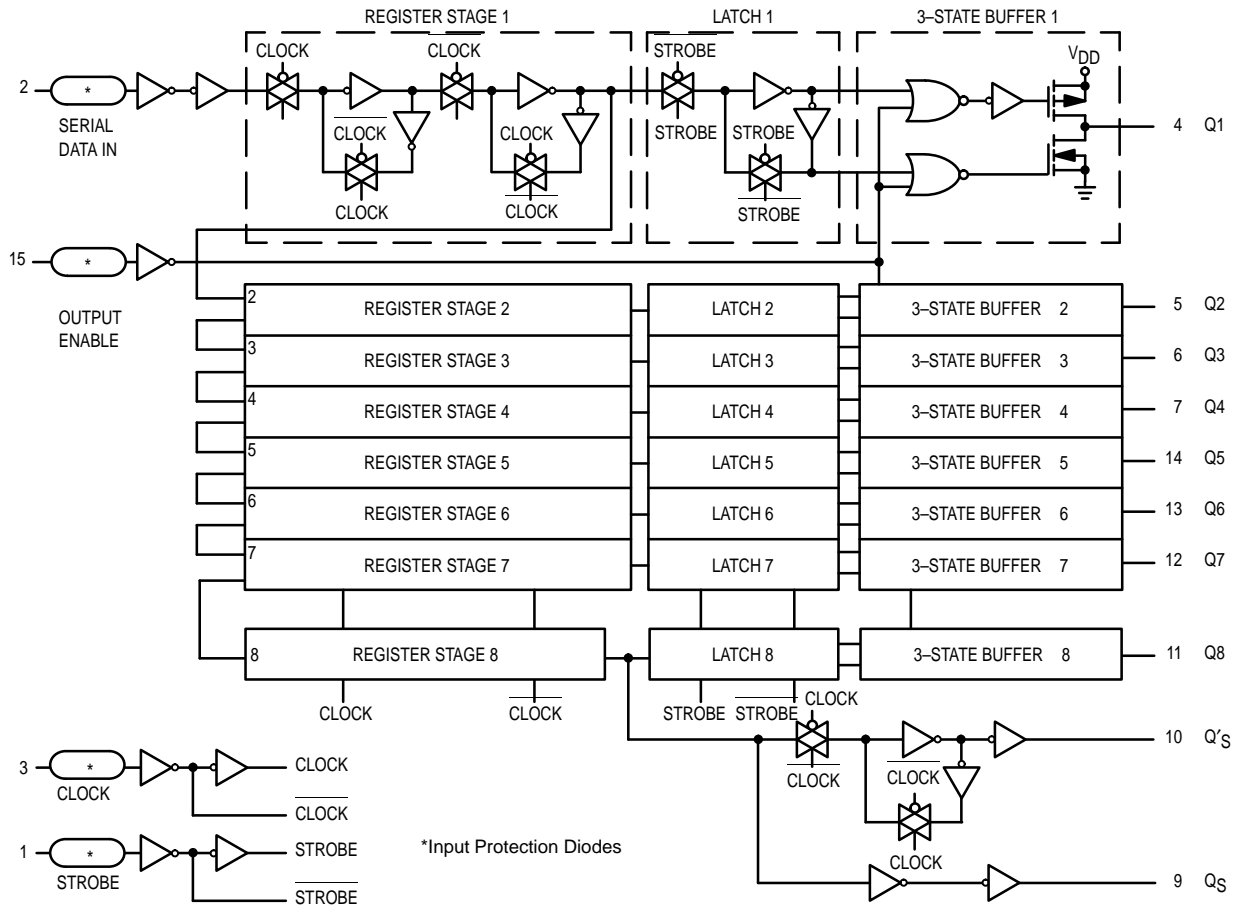 REGISTER STAGE 1 LATCH 1 3–STATE BUFFER 1
CLOCK CLOCK STROBE VDD
2 * SERIAL DATA IN
CLOCK STROBE STROBE
4 Q1
CLOCK CLOCK STROBE
15 * OUTPUT ENABLE
2 REGISTER STAGE 2 LATCH 2 3–STATE BUFFER 2 5 Q2
3 REGISTER STAGE 3 LATCH 3 3–STATE BUFFER 3 6 Q3
4 REGISTER STAGE 4 LATCH 4 3–STATE BUFFER 4 7 Q4
5 REGISTER STAGE 5 LATCH 5 3–STATE BUFFER 5 14 Q5
6 REGISTER STAGE 6 LATCH 6 3–STATE BUFFER 6 13 Q6
7 REGISTER STAGE 7 LATCH 7 3–STATE BUFFER 7 12 Q7
8 REGISTER STAGE 8 LATCH 8 3–STATE BUFFER 8 11 Q8
CLOCK CLOCK STROBE STROBE CLOCK
10 Q'S
CLOCK CLOCK
3 * CLOCK
CLOCK
CLOCK
1 * STROBE
STROBE
STROBE
*Input Protection Diodes
CLOCK
9 QS